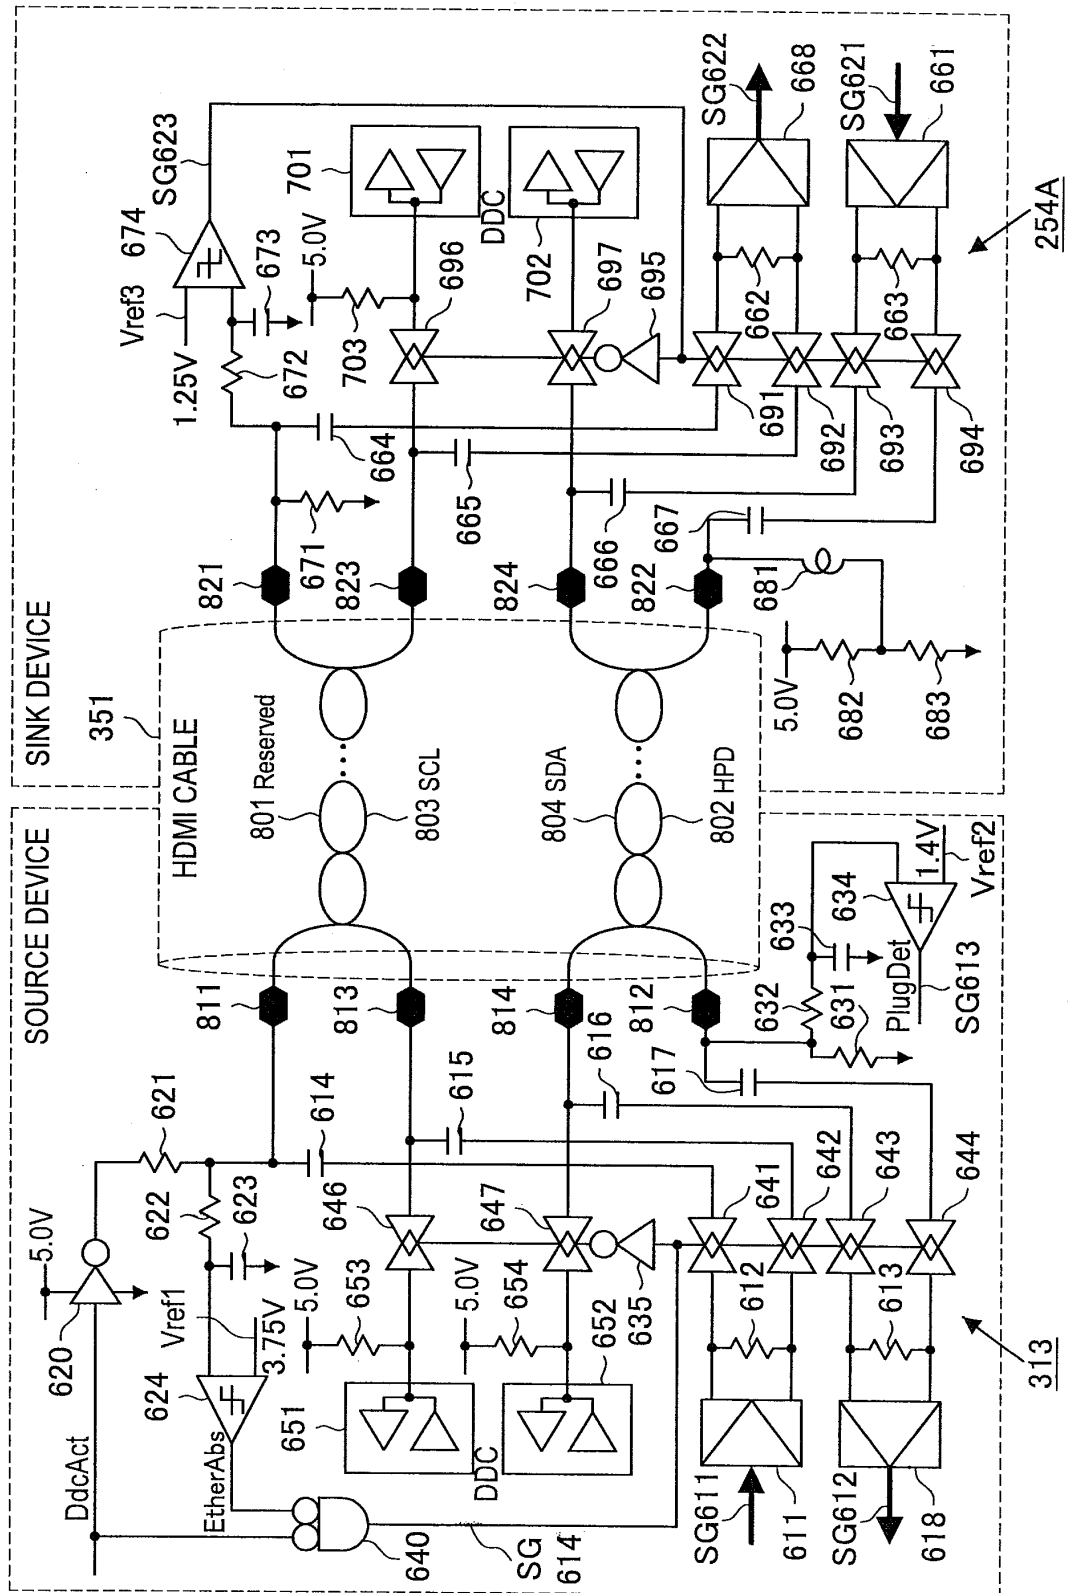 SOURCE DEVICE
SINK DEVICE
HDMI CABLE
351
DdcAct
620
5.0V
621
622
623
624
Vref1
3.75V
EtherAbs
640
SG
614
614
615
811
813
814
812
646
647
5.0V
653
5.0V
654
651
DDC
652
635
616
617
641
642
643
644
612
613
SG611
611
SG612
618
313
632
633
631
634
PlugDet
SG613
1.4V
Vref2
801 Reserved
803 SCL
804 SDA
802 HPD
821
823
824
822
671
672
673
674
Vref3
1.25V
SG623
5.0V
703
701
DDC
702
696
697
695
664
665
666
667
681
5.0V
682
683
691
692
693
694
662
663
SG622
668
SG621
661
254A